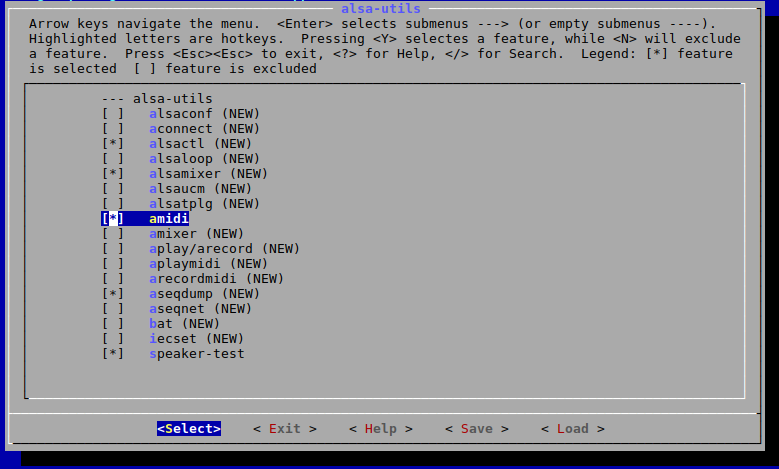 alsa-utils
Arrow keys navigate the menu. <Enter> selects submenus ---> (or empty submenus ----).
Highlighted letters are hotkeys. Pressing <Y> selectes a feature, while <N> will exclude
a feature. Press <Esc><Esc> to exit, <?> for Help, </> for Search. Legend: [*] feature
is selected [ ] feature is excluded
--- alsa-utils
[ ] alsaconf (NEW)
[ ] aconnect (NEW)
[*] alsactl (NEW)
[ ] alsaloop (NEW)
[*] alsamixer (NEW)
[ ] alsaucm (NEW)
[ ] alsatplg (NEW)
[*] amidi
[ ] amixer (NEW)
[ ] aplay/arecord (NEW)
[ ] aplaymidi (NEW)
[ ] arecordmidi (NEW)
[*] aseqdump (NEW)
[ ] aseqnet (NEW)
[ ] bat (NEW)
[ ] iecset (NEW)
[*] speaker-test
<Select> < Exit > < Help > < Save > < Load >